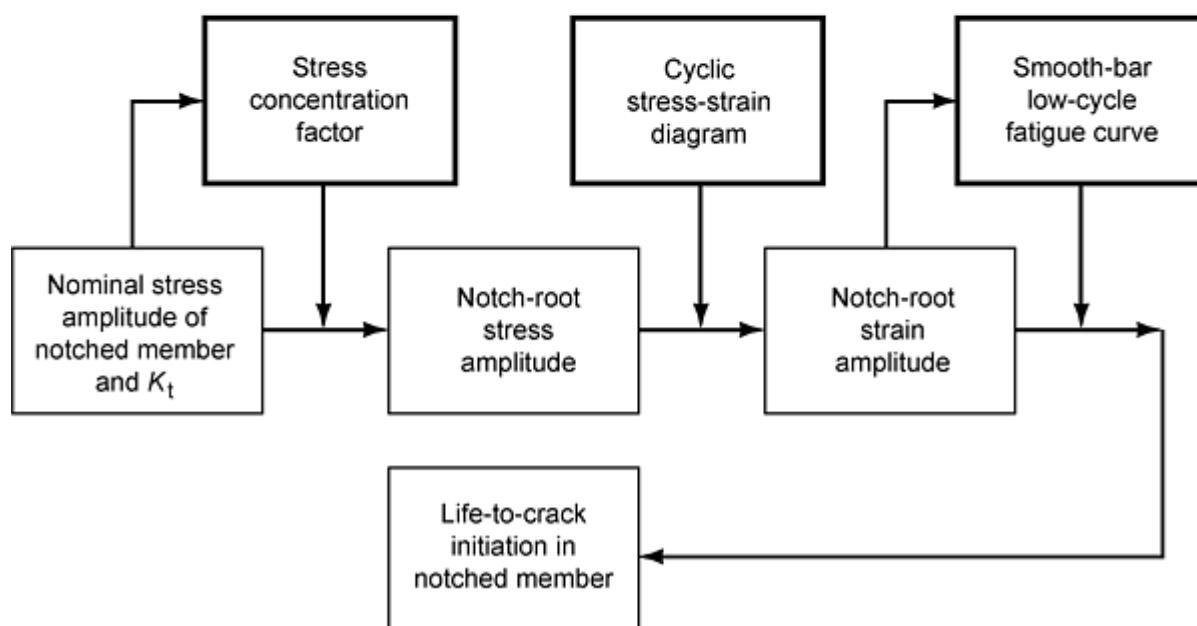 Stress
concentration
factor
Cyclic
stress-strain
diagram
Smooth-bar
low-cycle
fatigue curve
Nominal stress
amplitude of
notched member
and Kt
Notch-root
stress
amplitude
Notch-root
strain
amplitude
Life-to-crack
initiation in
notched member